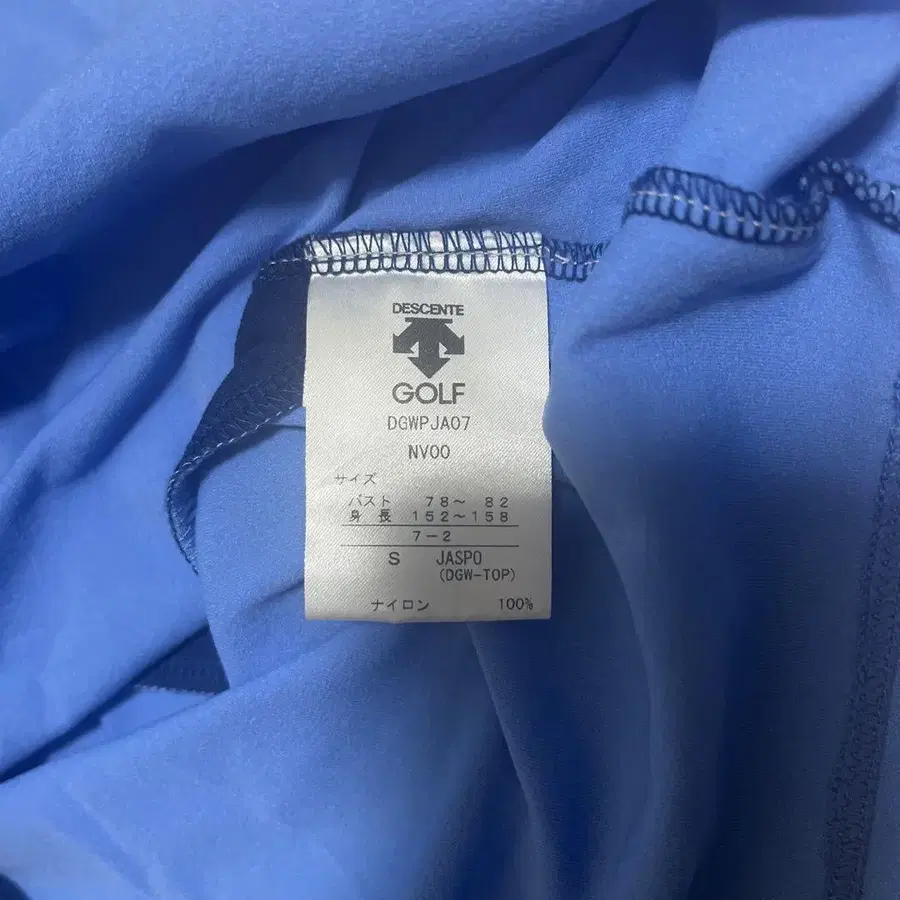 DESCENTE
GOLF
DGWPJA07
NV00
サイズ
バスト 78～ 82
身 長 152～158
7-2
S JASPO
(DGW-TOP)
ナイロン 100%